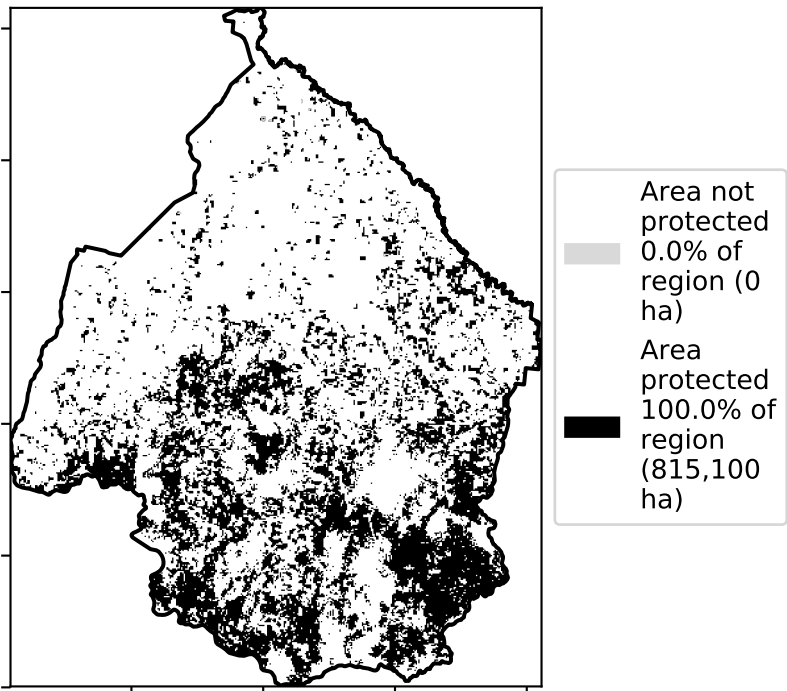 Area not
protected
0.0% of
region (0
ha)
Area
protected
100.0% of
region
(815,100
ha)